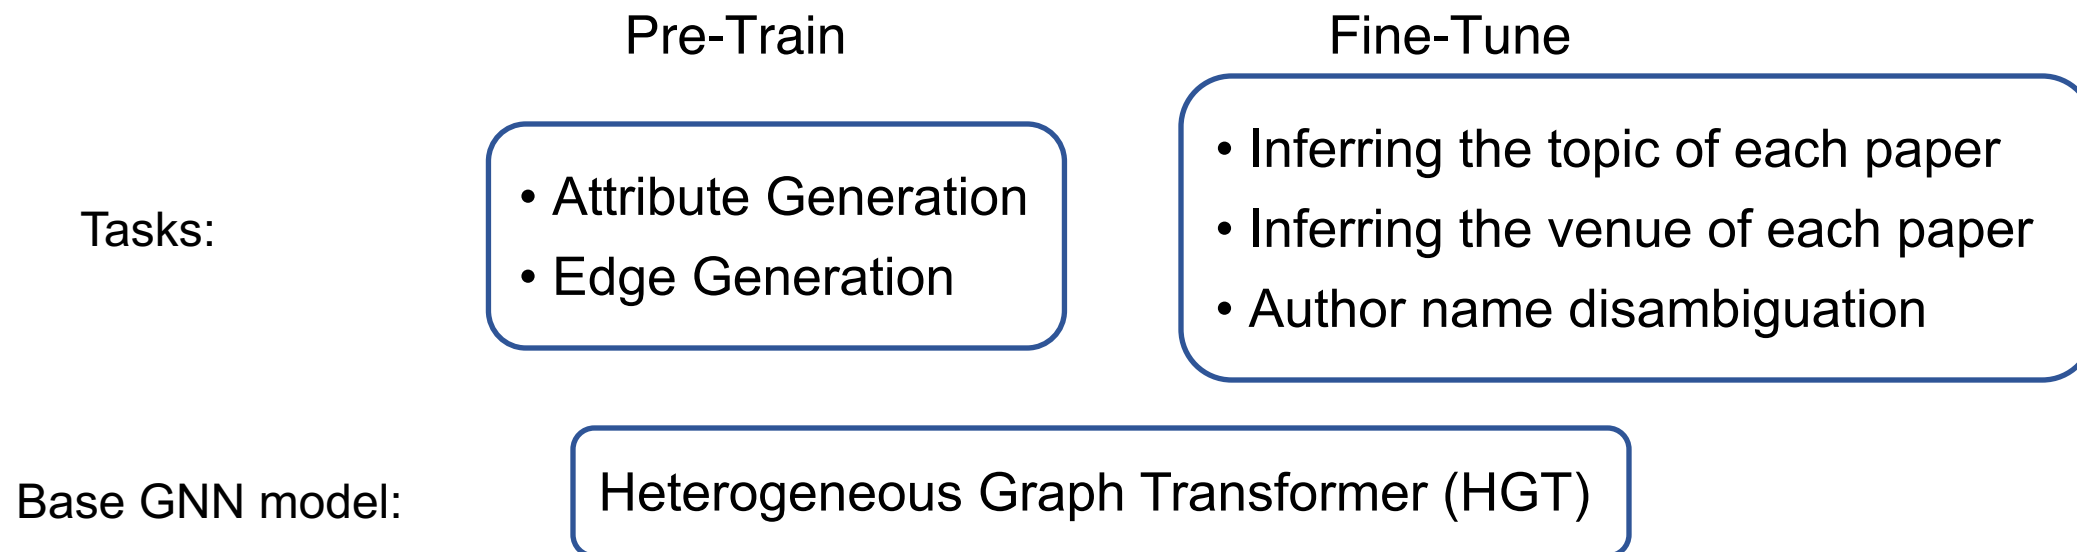 Pre-Train
Fine-Tune
Tasks:
• Attribute Generation
• Edge Generation
• Inferring the topic of each paper
• Inferring the venue of each paper
• Author name disambiguation
Base GNN model:
Heterogeneous Graph Transformer (HGT)